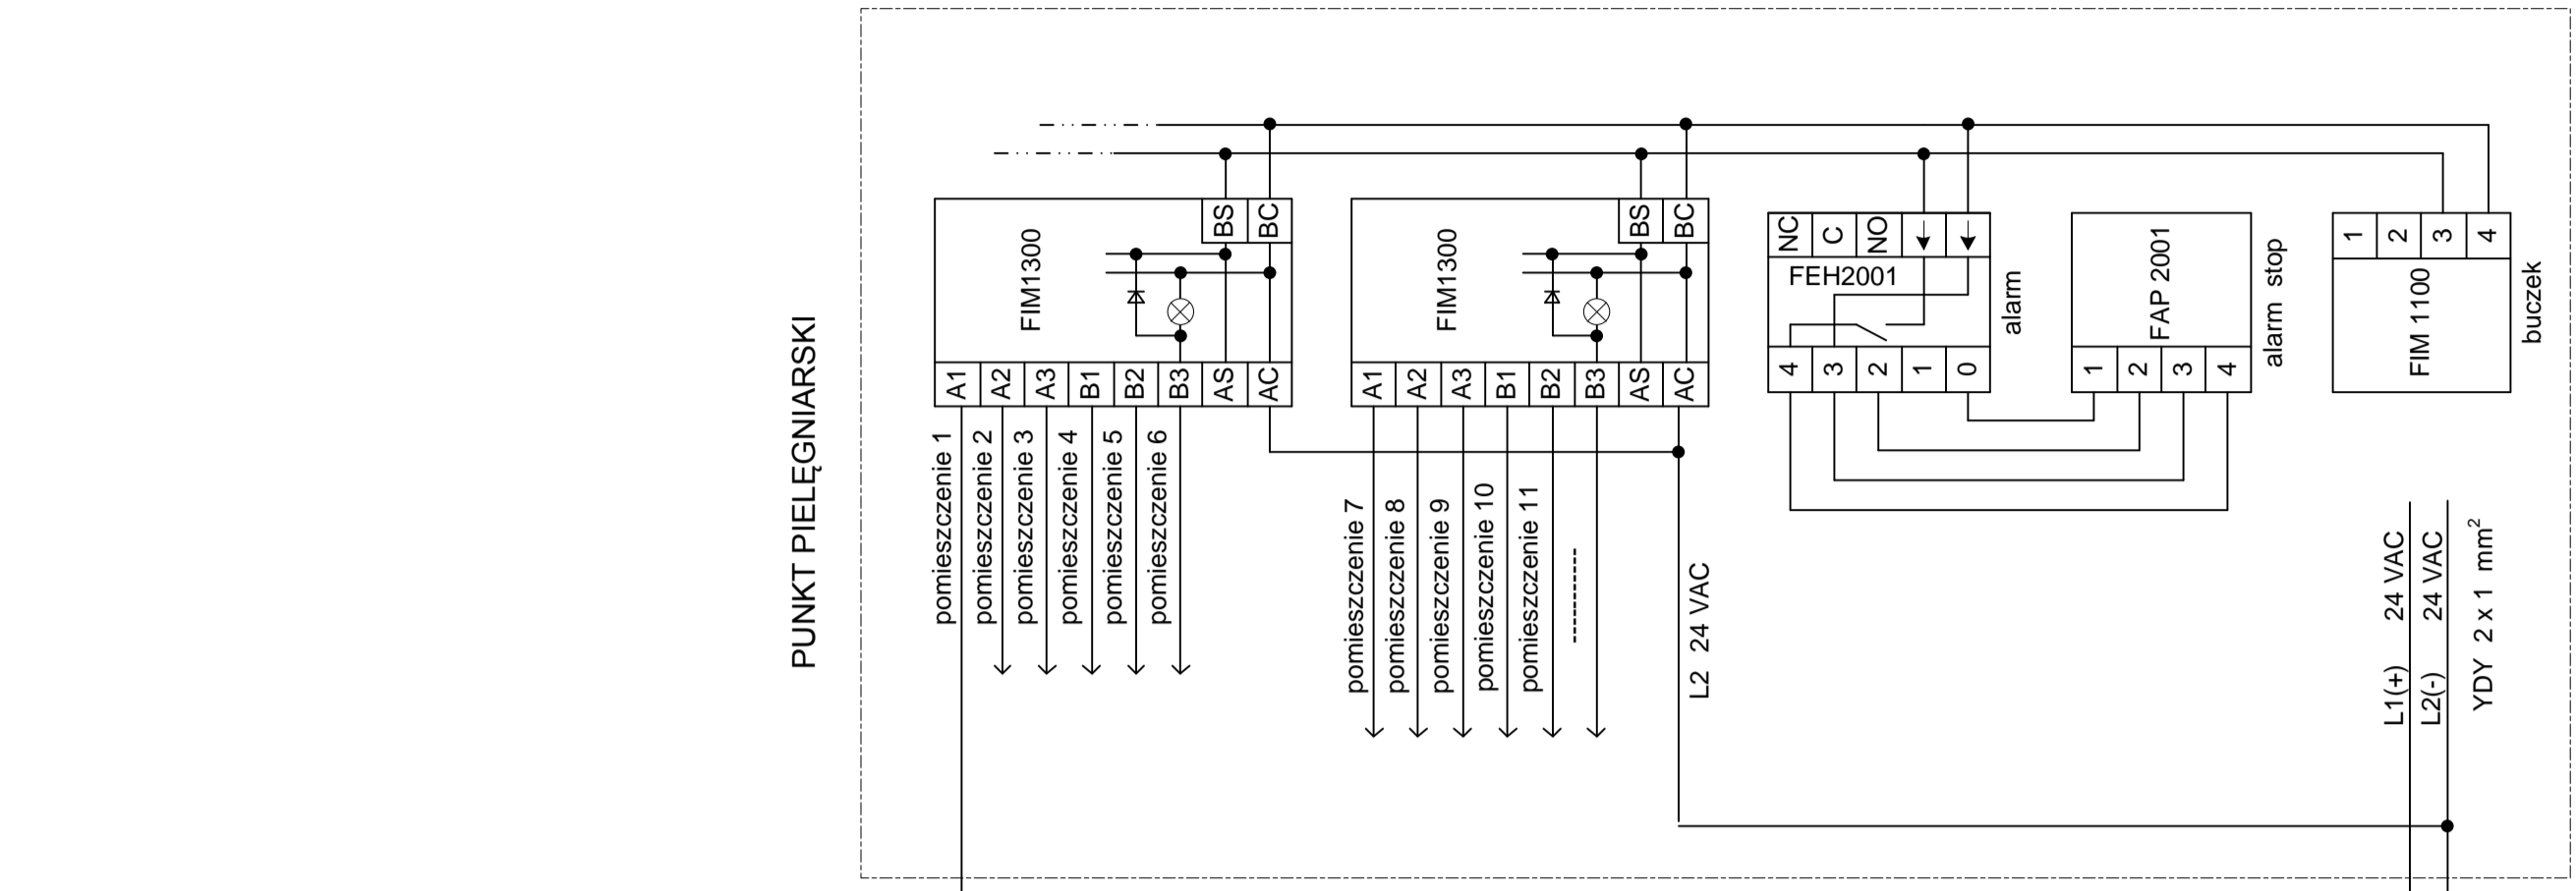 PUNKT PIELĘGNIARSKI
FIM1300
BS
BC
A1
A2
A3
B1
B2
B3
AS
AC
pomieszczenie 1
pomieszczenie 2
pomieszczenie 3
pomieszczenie 4
pomieszczenie 5
pomieszczenie 6
FIM1300
BS
BC
A1
A2
A3
B1
B2
B3
AS
AC
pomieszczenie 7
pomieszczenie 8
pomieszczenie 9
pomieszczenie 10
pomieszczenie 11
L2 24 VAC
NC
C
NO
FEH2001
4
3
2
1
0
alarm
FAP 2001
1
2
3
4
alarm stop
1
2
3
4
FIM 1100
buczek
L1(+) 24 VAC
L2(-) 24 VAC
YDY 2 x 1 mm²